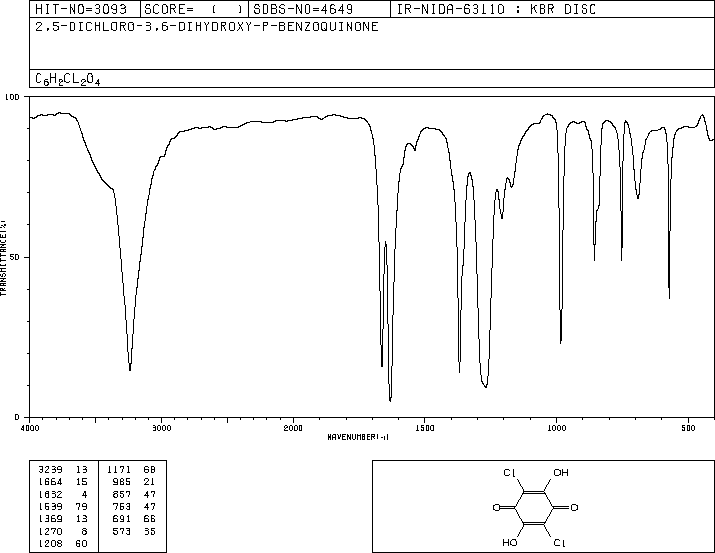 HIT-NO=3093 SCORE= ( ) SDBS-NO=4649 IR-NIDA-63110 : KBR DISC
2,5-DICHLORO-3,6-DIHYDROXY-P-BENZOQUINONE
C6H2CL2O4
100
50
0
TRANSMITTANCE(%)
4000 3000 2000 1500 1000 500
WAVENUMBER(-1)
3239 13 1171 68
1664 15 985 21
1632 4 857 47
1539 79 753 47
1369 13 691 66
1270 8 573 35
1208 60
Cl OH
O O
HO Cl